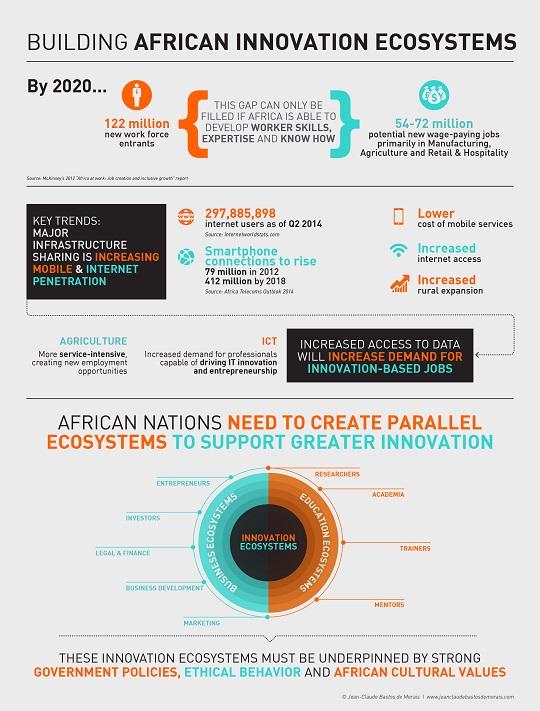 BUILDING AFRICAN INNOVATION ECOSYSTEMS
By 2020...
122 million
new work force
entrants
THIS GAP CAN ONLY BE
FILLED IF AFRICA IS ABLE TO
DEVELOP WORKER SKILLS,
EXPERTISE AND KNOW HOW
54-72 million
potential new wage-paying jobs
primarily in Manufacturing,
Agriculture and Retail & Hospitality
Source: McKinsey's 2012 "Africa at work: Job creation and inclusive growth" report
KEY TRENDS:
MAJOR
INFRASTRUCTURE
SHARING IS INCREASING
MOBILE & INTERNET
PENETRATION
297,885,898
internet users as of Q2 2014
Source: Internetworldstats.com
Smartphone
connections to rise
79 million in 2012
412 million by 2018
Source: Africa Telecoms Outlook 2014
Lower
cost of mobile services
Increased
internet access
Increased
rural expansion
AGRICULTURE
More service-intensive,
creating new employment
opportunities
ICT
Increased demand for professionals
capable of driving IT innovation
and entrepreneurship
INCREASED ACCESS TO DATA
WILL INCREASE DEMAND FOR
INNOVATION-BASED JOBS
AFRICAN NATIONS NEED TO CREATE PARALLEL
ECOSYSTEMS TO SUPPORT GREATER INNOVATION
ENTREPRENEURS
INVESTORS
LEGAL & FINANCE
BUSINESS DEVELOPMENT
MARKETING
BUSINESS ECOSYSTEMS
INNOVATION
ECOSYSTEMS
EDUCATION ECOSYSTEMS
RESEARCHERS
ACADEMIA
TRAINERS
MENTORS
THESE INNOVATION ECOSYSTEMS MUST BE UNDERPINNED BY STRONG
GOVERNMENT POLICIES, ETHICAL BEHAVIOR AND AFRICAN CULTURAL VALUES
© Jean-Claude Bastos de Morais | www.jeanclaudebastosdemorais.com